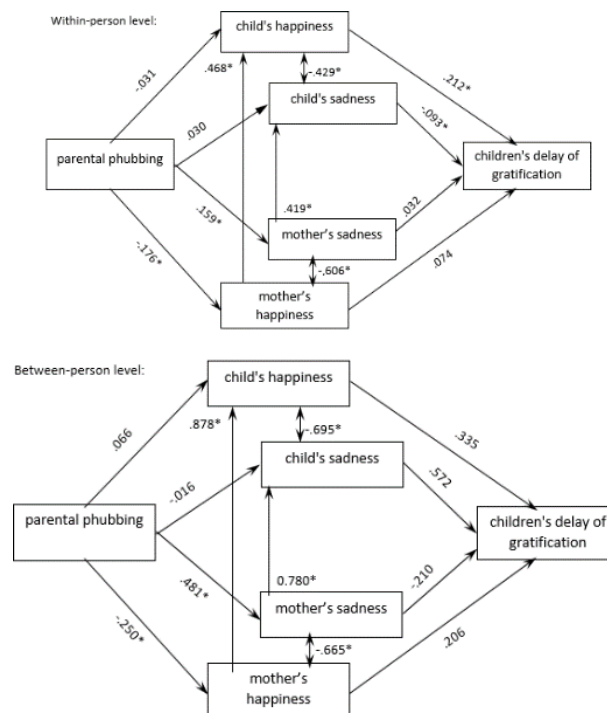 Within-person level:
child's happiness
-.031
.468*
-.429*
.212*
child's sadness
.030
-.093*
parental phubbing
children's delay of
gratification
.159*
.419*
.032
mother's sadness
-.176*
-.606*
.074
mother's
happiness
Between-person level:
child's happiness
.066
.878*
-.695*
.335
child's sadness
-.016
.572
parental phubbing
children's delay of
gratification
.481*
0.780*
-.210
mother's sadness
-.250*
-.665*
.206
mother's
happiness